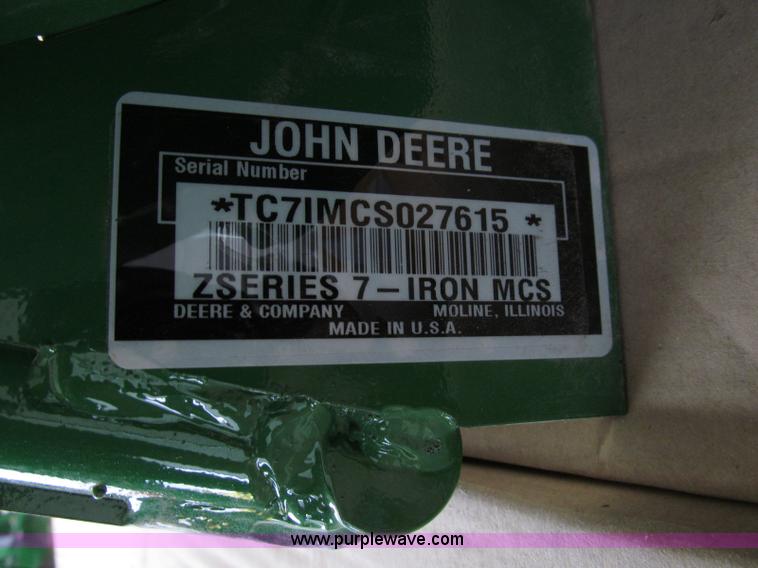 JOHN DEERE
Serial Number
*TC7IMCS027615 *
ZSERIES 7-IRON MCS
DEERE & COMPANY MOLINE, ILLINOIS
MADE IN U.S.A.
www.purplewave.com